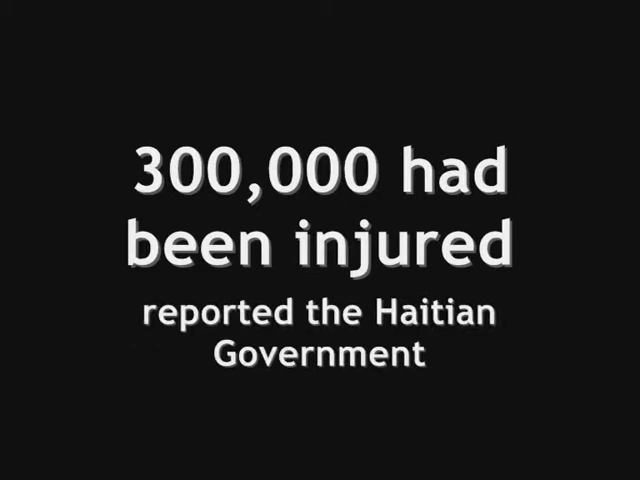 300,000 had
been injured
reported the Haitian
Government